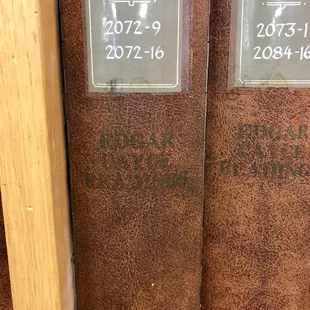 2072-9
2072-16
EDGAR
CAYCE
READINGS
2073-1
2084-16
EDGAR
CAYCE
READINGS